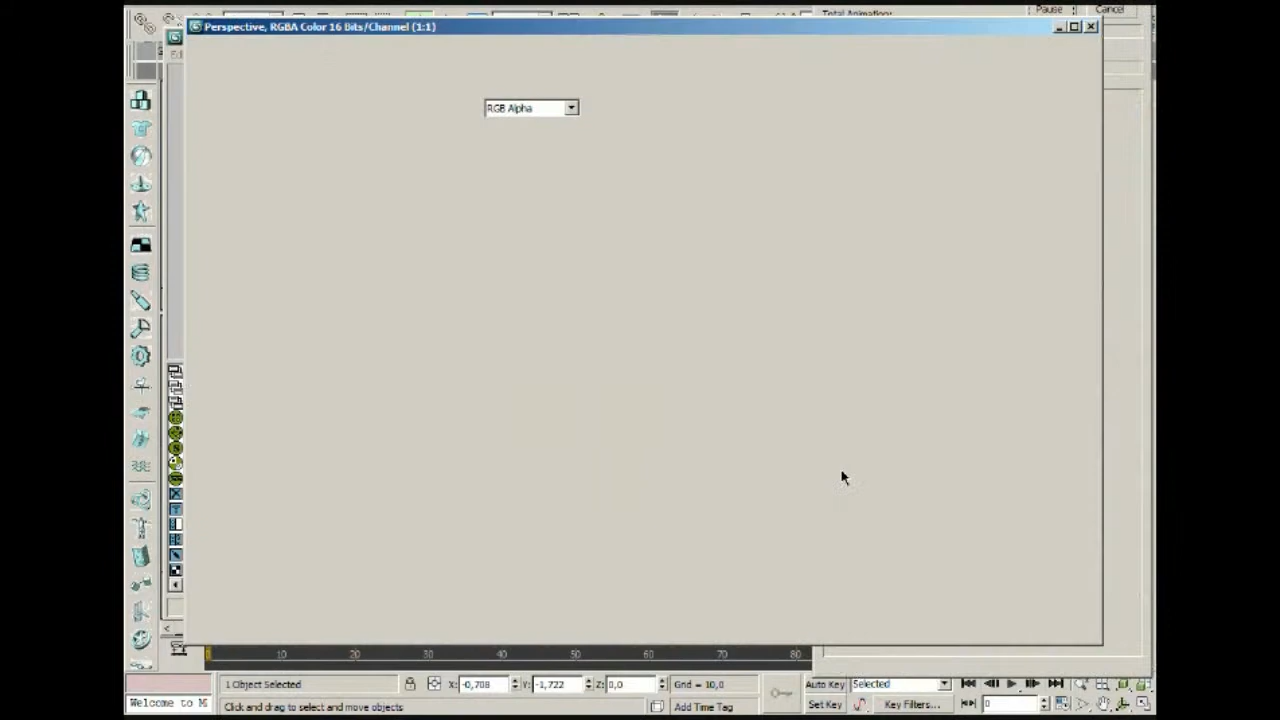 Total Animation:
Pause
Cancel
Perspective, RGBA Color 16 Bits/Channel (1:1)
RGB Alpha
10 20 30 40 50 60 70 80
1 Object Selected X: -0,708 Y: -1,722 Z: 0,0 Grid = 10,0 Auto Key Selected
Welcome to M Click and drag to select and move objects Add Time Tag Set Key Key Filters... 0